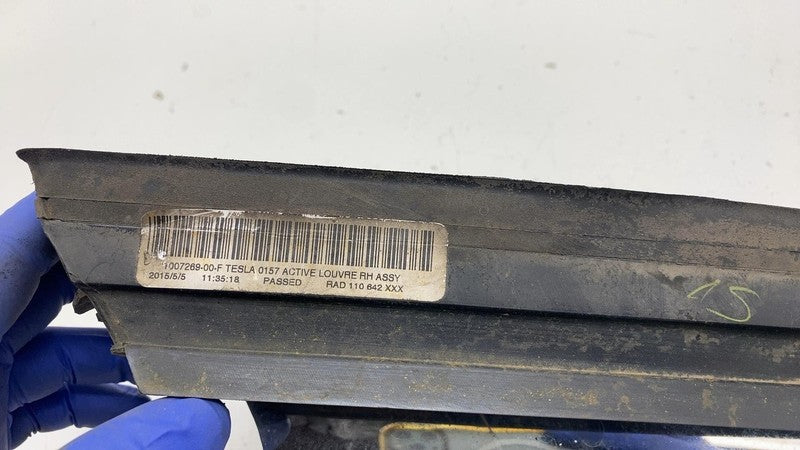 1007269-00-F TESLA 0157 ACTIVE LOUVRE RH ASSY
2015/5/5 11:35:18 PASSED RAD 110 642 XXX
15